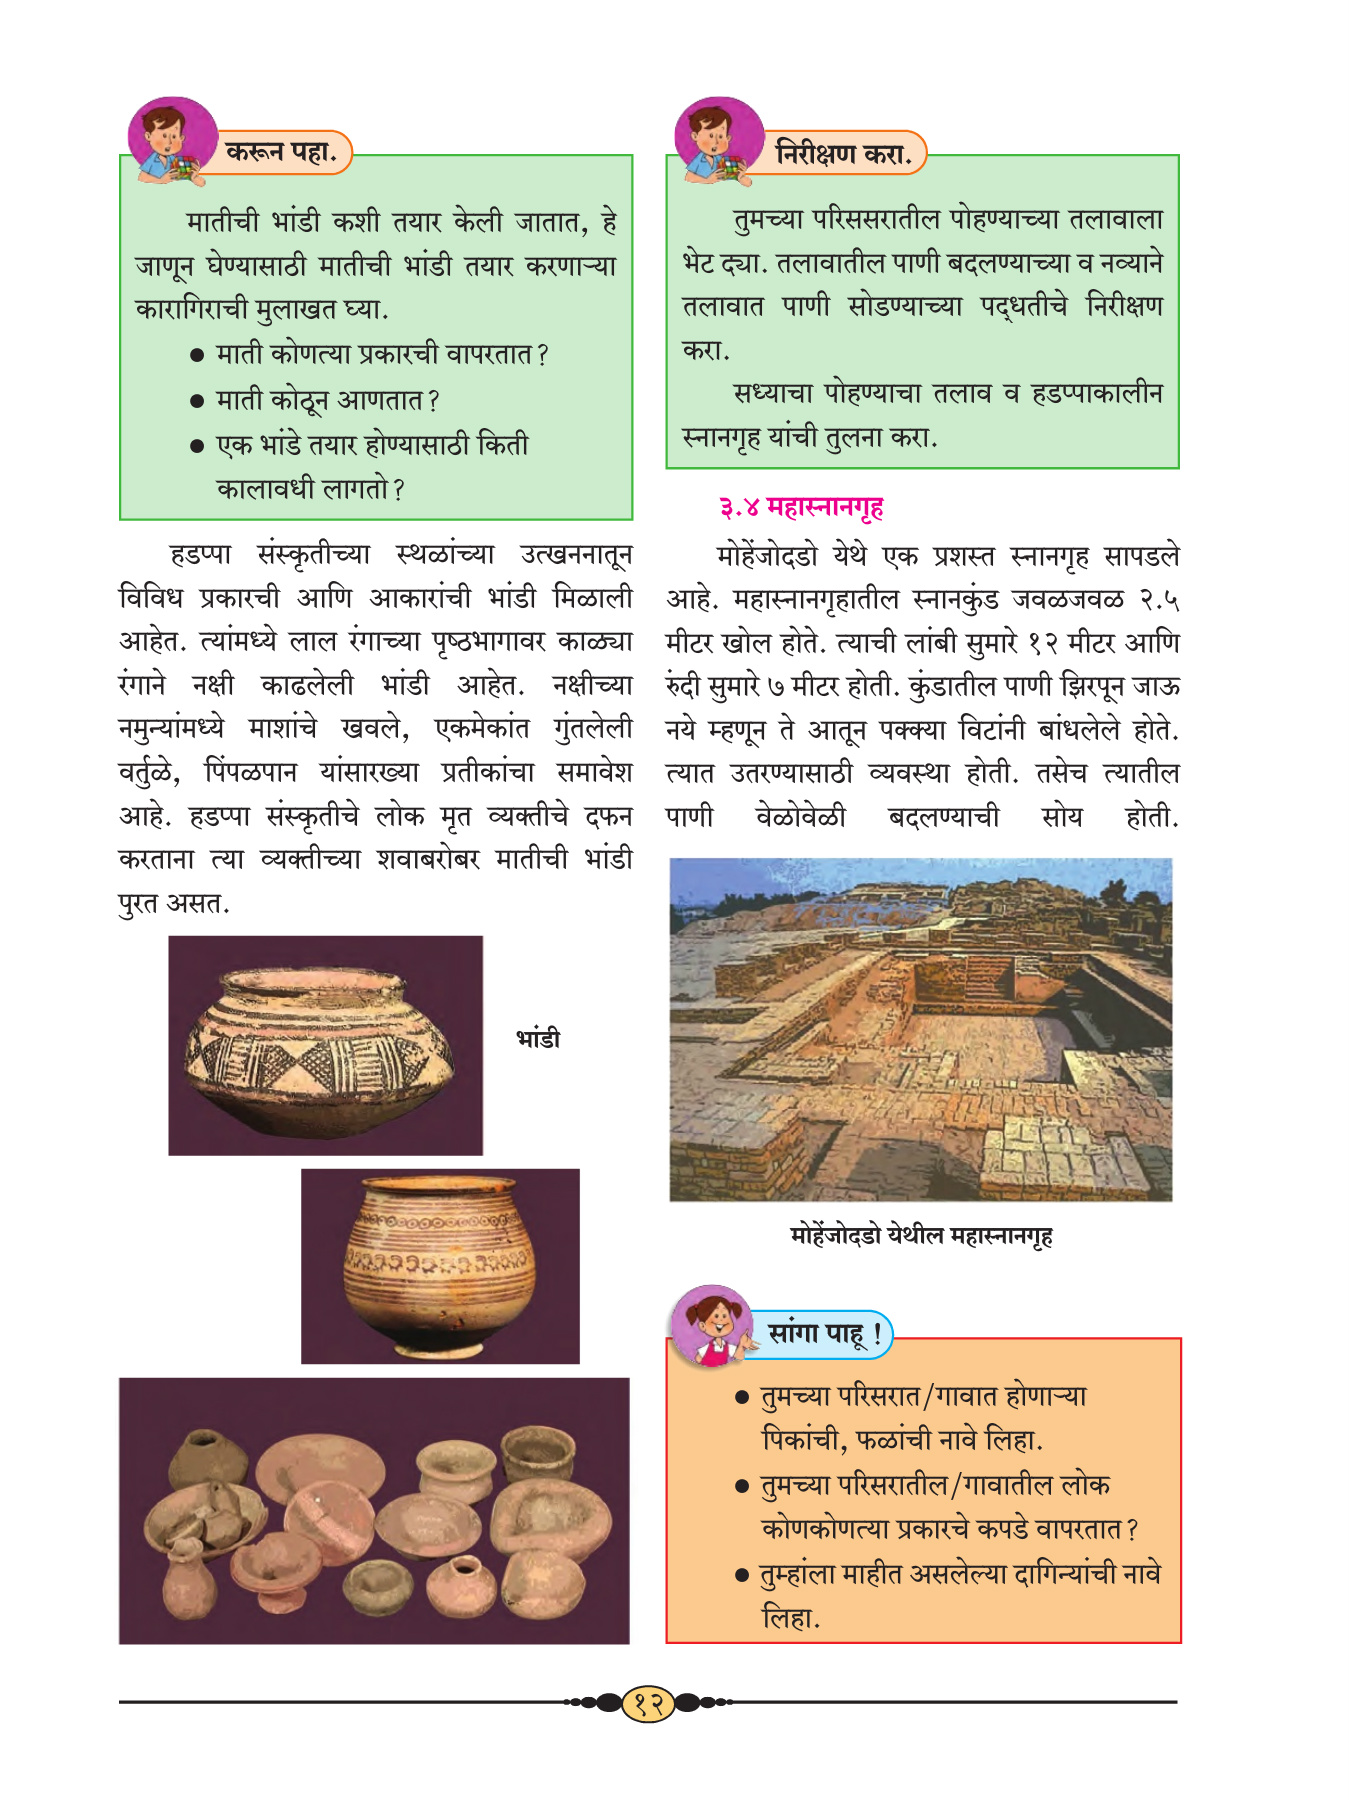 करून पहा.
मातीची भांडी कशी तयार केली जातात, हे
जाणून घेण्यासाठी मातीची भांडी तयार करणाऱ्या
कारागिराची मुलाखत घ्या.
● माती कोणत्या प्रकारची वापरतात?
● माती कोठून आणतात?
● एक भांडे तयार होण्यासाठी किती
कालावधी लागतो?
हडप्पा संस्कृतीच्या स्थळांच्या उत्खननातून
विविध प्रकारची आणि आकारांची भांडी मिळाली
आहेत. त्यांमध्ये लाल रंगाच्या पृष्ठभागावर काळ्या
रंगाने नक्षी काढलेली भांडी आहेत. नक्षीच्या
नमुन्यांमध्ये माशांचे खवले, एकमेकांत गुंतलेली
वर्तुळे, पिंपळपान यांसारख्या प्रतीकांचा समावेश
आहे. हडप्पा संस्कृतीचे लोक मृत व्यक्तीचे दफन
करताना त्या व्यक्तीच्या शवाबरोबर मातीची भांडी
पुरत असत.
भांडी
निरीक्षण करा.
तुमच्या परिससरातील पोहण्याच्या तलावाला
भेट द्या. तलावातील पाणी बदलण्याच्या व नव्याने
तलावात पाणी सोडण्याच्या पद्धतीचे निरीक्षण
करा.
सध्याचा पोहण्याचा तलाव व हडप्पाकालीन
स्नानगृह यांची तुलना करा.
३.४ महास्नानगृह
मोहेंजोदडो येथे एक प्रशस्त स्नानगृह सापडले
आहे. महास्नानगृहातील स्नानकुंड जवळजवळ २.५
मीटर खोल होते. त्याची लांबी सुमारे १२ मीटर आणि
रुंदी सुमारे ७ मीटर होती. कुंडातील पाणी झिरपून जाऊ
नये म्हणून ते आतून पक्क्या विटांनी बांधलेले होते.
त्यात उतरण्यासाठी व्यवस्था होती. तसेच त्यातील
पाणी वेळोवेळी बदलण्याची सोय होती.
मोहेंजोदडो येथील महास्नानगृह
सांगा पाहू !
● तुमच्या परिसरात/गावात होणाऱ्या
पिकांची, फळांची नावे लिहा.
● तुमच्या परिसरातील/गावातील लोक
कोणकोणत्या प्रकारचे कपडे वापरतात?
● तुम्हांला माहीत असलेल्या दागिन्यांची नावे
लिहा.
१२